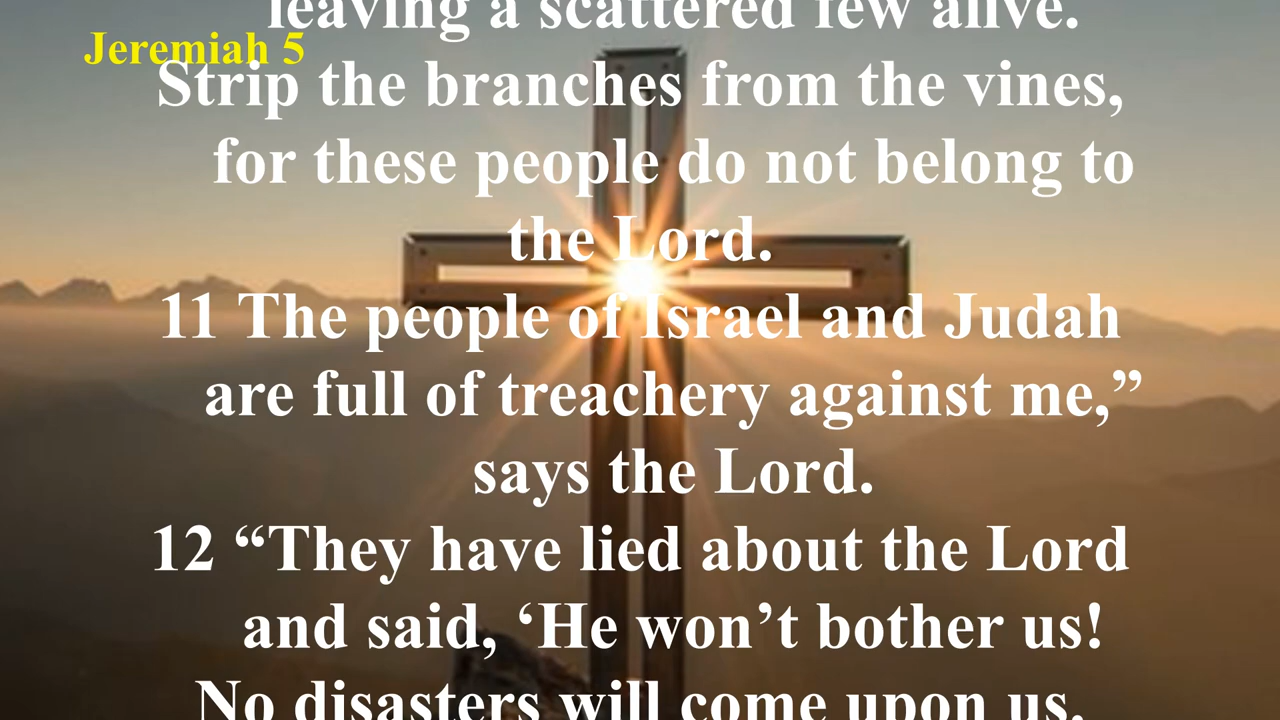 leaving a scattered few alive.
Jeremiah 5
Strip the branches from the vines,
for these people do not belong to
the Lord.
11 The people of Israel and Judah
are full of treachery against me,”
says the Lord.
12 “They have lied about the Lord
and said, ‘He won’t bother us!
No disasters will come upon us.